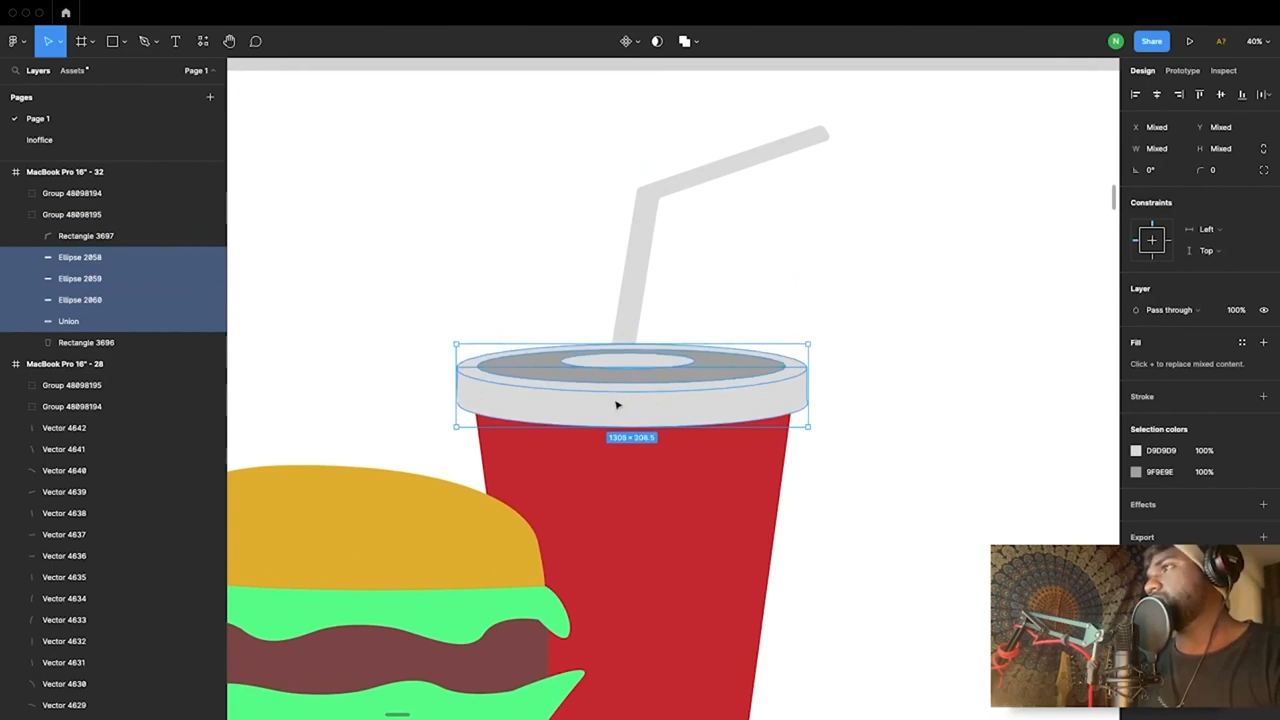 N
Share
A?
40%
Layers
Assets
Page 1
Design
Prototype
Inspect
Pages
Page 1
Inoffice
MacBook Pro 16" - 32
Group 48098194
Group 48098195
Rectangle 3697
Ellipse 2058
Ellipse 2059
Ellipse 2060
Union
Rectangle 3696
MacBook Pro 16" - 28
Group 48098195
Group 48098194
Vector 4642
Vector 4641
Vector 4640
Vector 4639
Vector 4638
Vector 4637
Vector 4636
Vector 4635
Vector 4634
Vector 4633
Vector 4632
Vector 4631
Vector 4630
Vector 4629
1308 × 308.5
X Mixed Y Mixed
W Mixed H Mixed
0° 0
Constraints
Left
Top
Layer
Pass through 100%
Fill
Click + to replace mixed content.
Stroke
Selection colors
D9D9D9 100%
9F9E9E 100%
Effects
Export